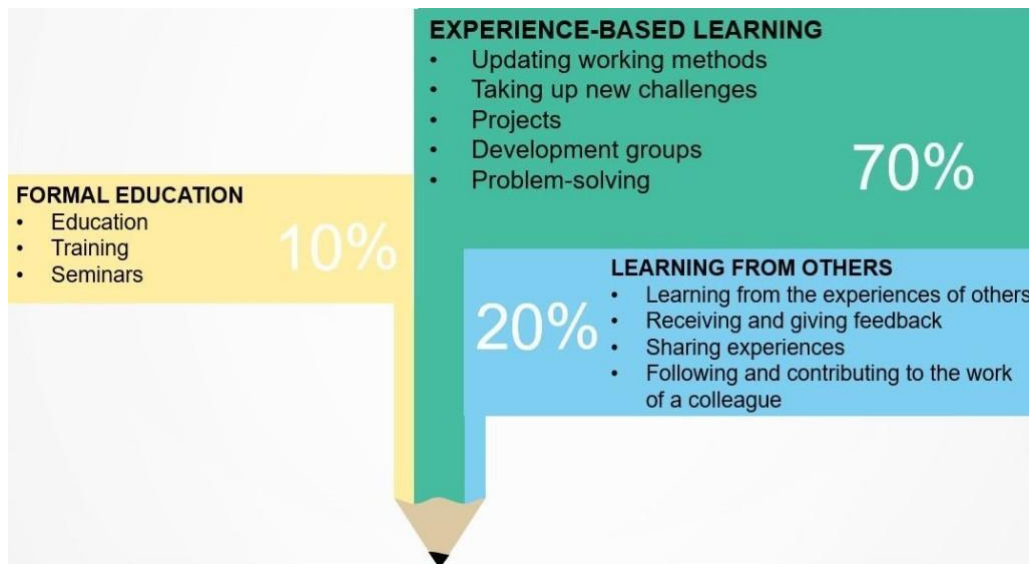 EXPERIENCE-BASED LEARNING
• Updating working methods
• Taking up new challenges
• Projects
• Development groups
• Problem-solving
70%
FORMAL EDUCATION
• Education
• Training
• Seminars
10%
LEARNING FROM OTHERS
• Learning from the experiences of others
• Receiving and giving feedback
• Sharing experiences
• Following and contributing to the work
of a colleague
20%